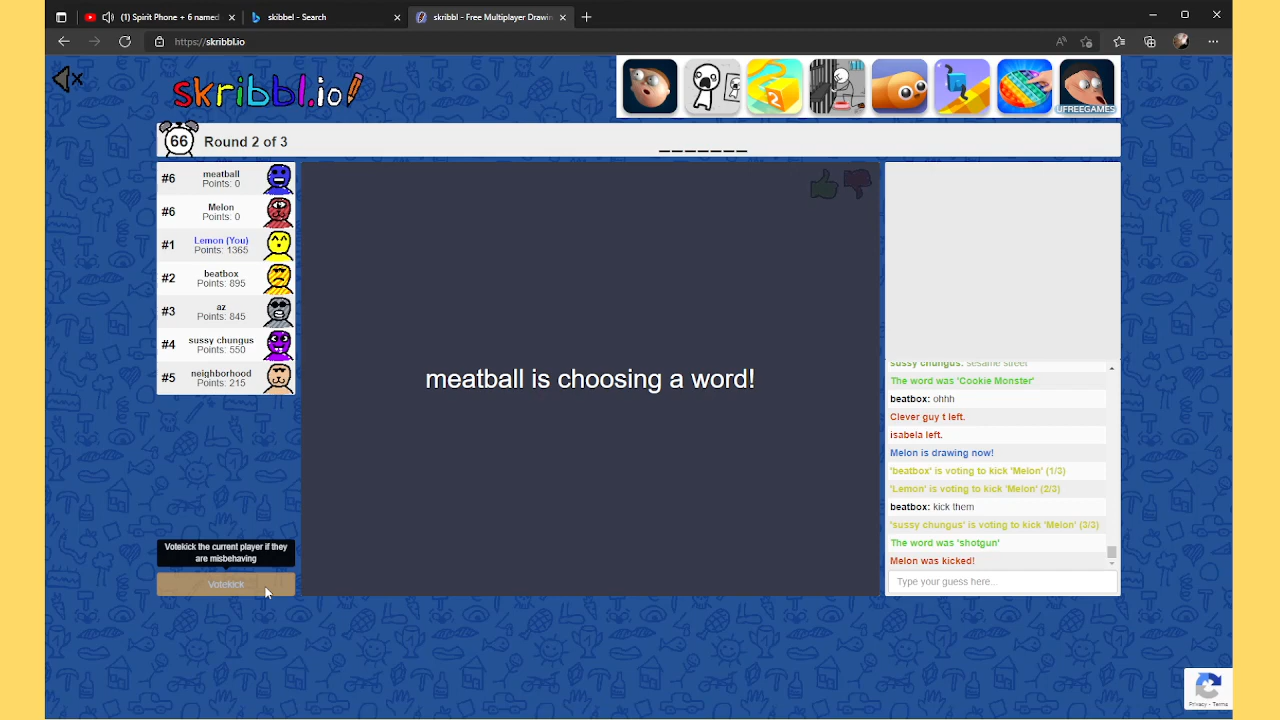 (1) Spirit Phone + 6 named
skibbel - Search
skribbl - Free Multiplayer Drawin
https://skribbl.io
skribbl.io
UFREEGAMES
66
Round 2 of 3
_______
#6 meatball
Points: 0
#6 Melon
Points: 0
#1 Lemon (You)
Points: 1365
#2 beatbox
Points: 895
#3 az
Points: 845
#4 sussy chungus
Points: 550
#5 neighborhood
Points: 215
meatball is choosing a word!
sussy chungus: sesame street
The word was 'Cookie Monster'
beatbox: ohhh
Clever guy t left.
isabela left.
Melon is drawing now!
'beatbox' is voting to kick 'Melon' (1/3)
'Lemon' is voting to kick 'Melon' (2/3)
beatbox: kick them
'sussy chungus' is voting to kick 'Melon' (3/3)
The word was 'shotgun'
Melon was kicked!
Type your guess here...
Votekick the current player if they
are misbehaving
Votekick
Privacy - Terms